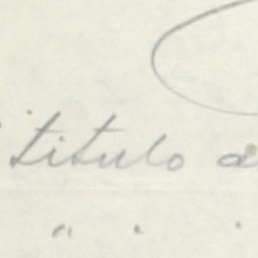 titulo a
" . .